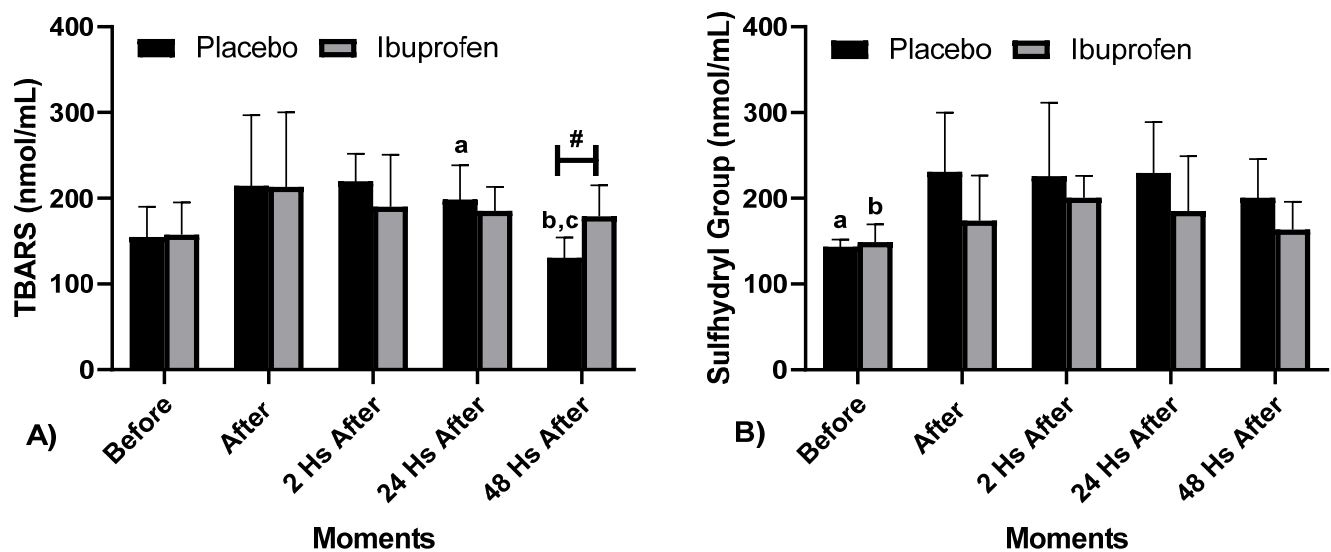 400
300
200
100
0
TBARS (nmol/mL)
Placebo Ibuprofen
a
#
b,c
Before
After
2 Hs After
24 Hs After
48 Hs After
A)
Moments
400
300
200
100
0
Sulfhydryl Group (nmol/mL)
Placebo Ibuprofen
a
b
Before
After
2 Hs After
24 Hs After
48 Hs After
B)
Moments